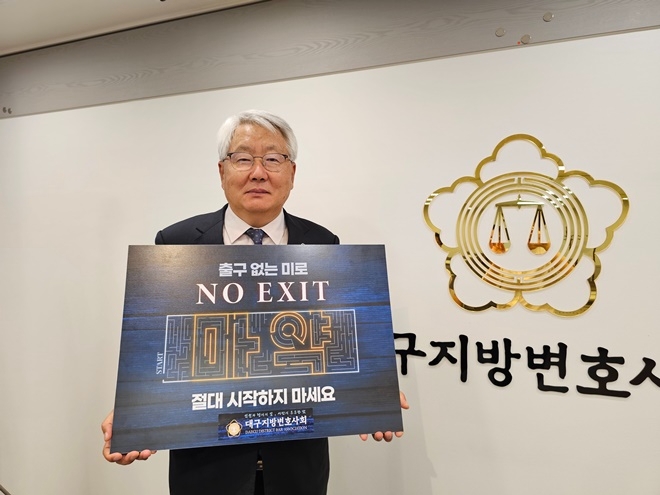 출구 없는 미로
NO EXIT
START
마약
절대 시작하지 마세요
대구지방변호사회
DAEGU DISTRICT BAR ASSOCIATION
구지방변호사